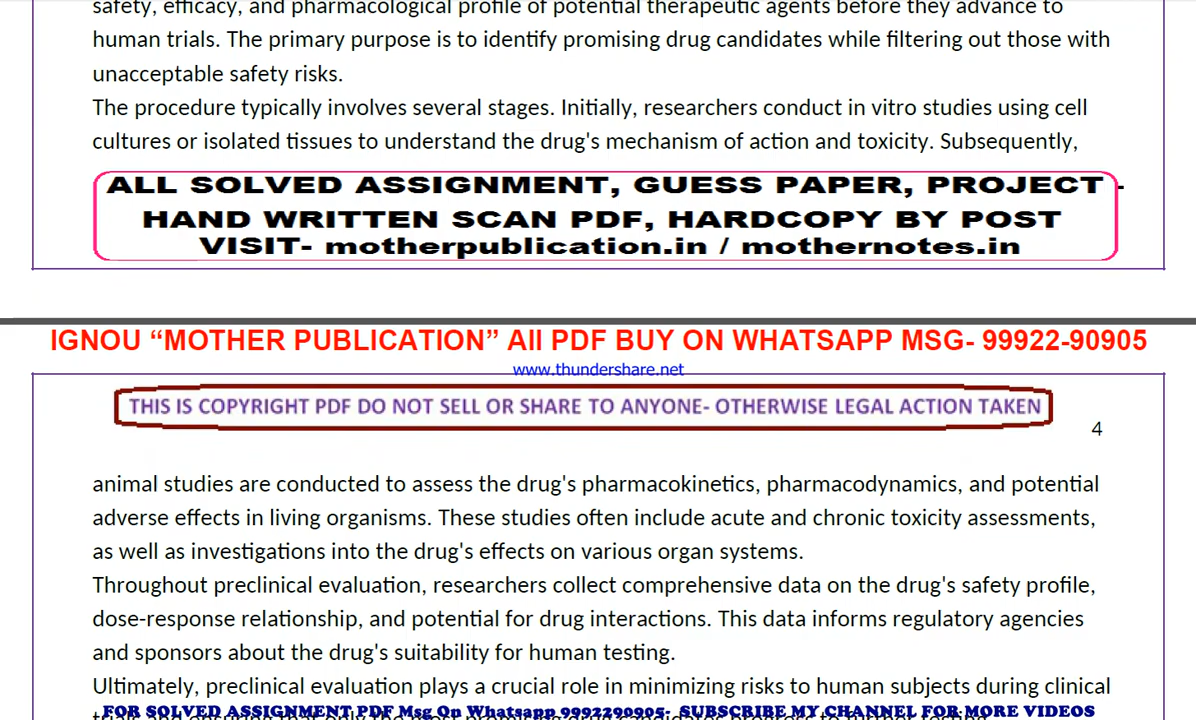 safety, efficacy, and pharmacological profile of potential therapeutic agents before they advance to
human trials. The primary purpose is to identify promising drug candidates while filtering out those with
unacceptable safety risks.
The procedure typically involves several stages. Initially, researchers conduct in vitro studies using cell
cultures or isolated tissues to understand the drug's mechanism of action and toxicity. Subsequently,
ALL SOLVED ASSIGNMENT, GUESS PAPER, PROJECT -
HAND WRITTEN SCAN PDF, HARDCOPY BY POST
VISIT- motherpublication.in / mothernotes.in
IGNOU “MOTHER PUBLICATION” All PDF BUY ON WHATSAPP MSG- 99922-90905
www.thundershare.net
THIS IS COPYRIGHT PDF DO NOT SELL OR SHARE TO ANYONE- OTHERWISE LEGAL ACTION TAKEN
4
animal studies are conducted to assess the drug's pharmacokinetics, pharmacodynamics, and potential
adverse effects in living organisms. These studies often include acute and chronic toxicity assessments,
as well as investigations into the drug's effects on various organ systems.
Throughout preclinical evaluation, researchers collect comprehensive data on the drug's safety profile,
dose-response relationship, and potential for drug interactions. This data informs regulatory agencies
and sponsors about the drug's suitability for human testing.
Ultimately, preclinical evaluation plays a crucial role in minimizing risks to human subjects during clinical
FOR SOLVED ASSIGNMENT PDF Msg On Whatsapp 9992290905- SUBSCRIBE MY CHANNEL FOR MORE VIDEOS